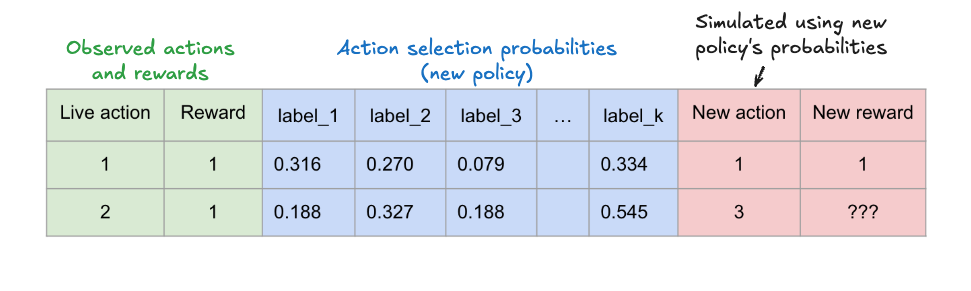 Simulated using new
policy's probabilities
Observed actions
and rewards
Action selection probabilities
(new policy)
Live action Reward label_1 label_2 label_3 ... label_k New action New reward
1 1 0.316 0.270 0.079 0.334 1 1
2 1 0.188 0.327 0.188 0.545 3 ???